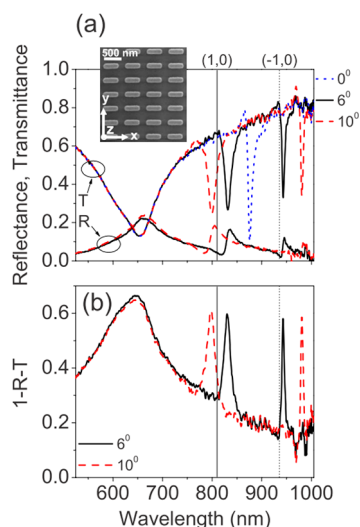 (a)
(1,0)
(-1,0)
500 nm
y
z
x
0⁰
6⁰
10⁰
T
R
Reflectance, Transmittance
1.0
0.8
0.6
0.4
0.2
0.0
(b)
1-R-T
0.8
0.6
0.4
0.2
0.0
6⁰
10⁰
600
700
800
900
1000
Wavelength (nm)